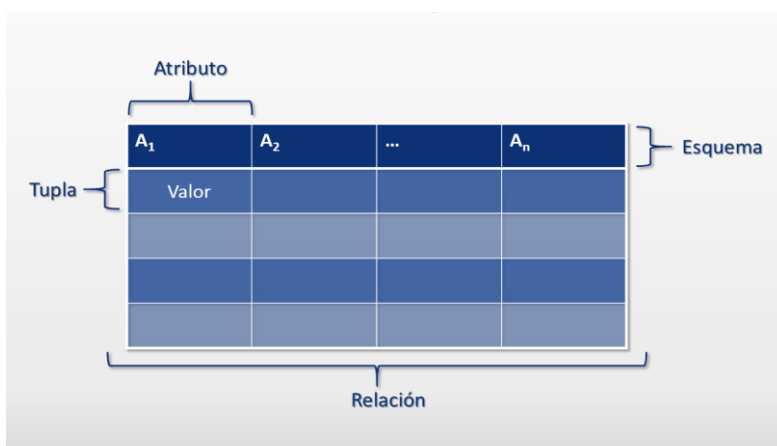 Atributo
A₁ A₂ ... Aₙ
Esquema
Tupla
Valor
Relación